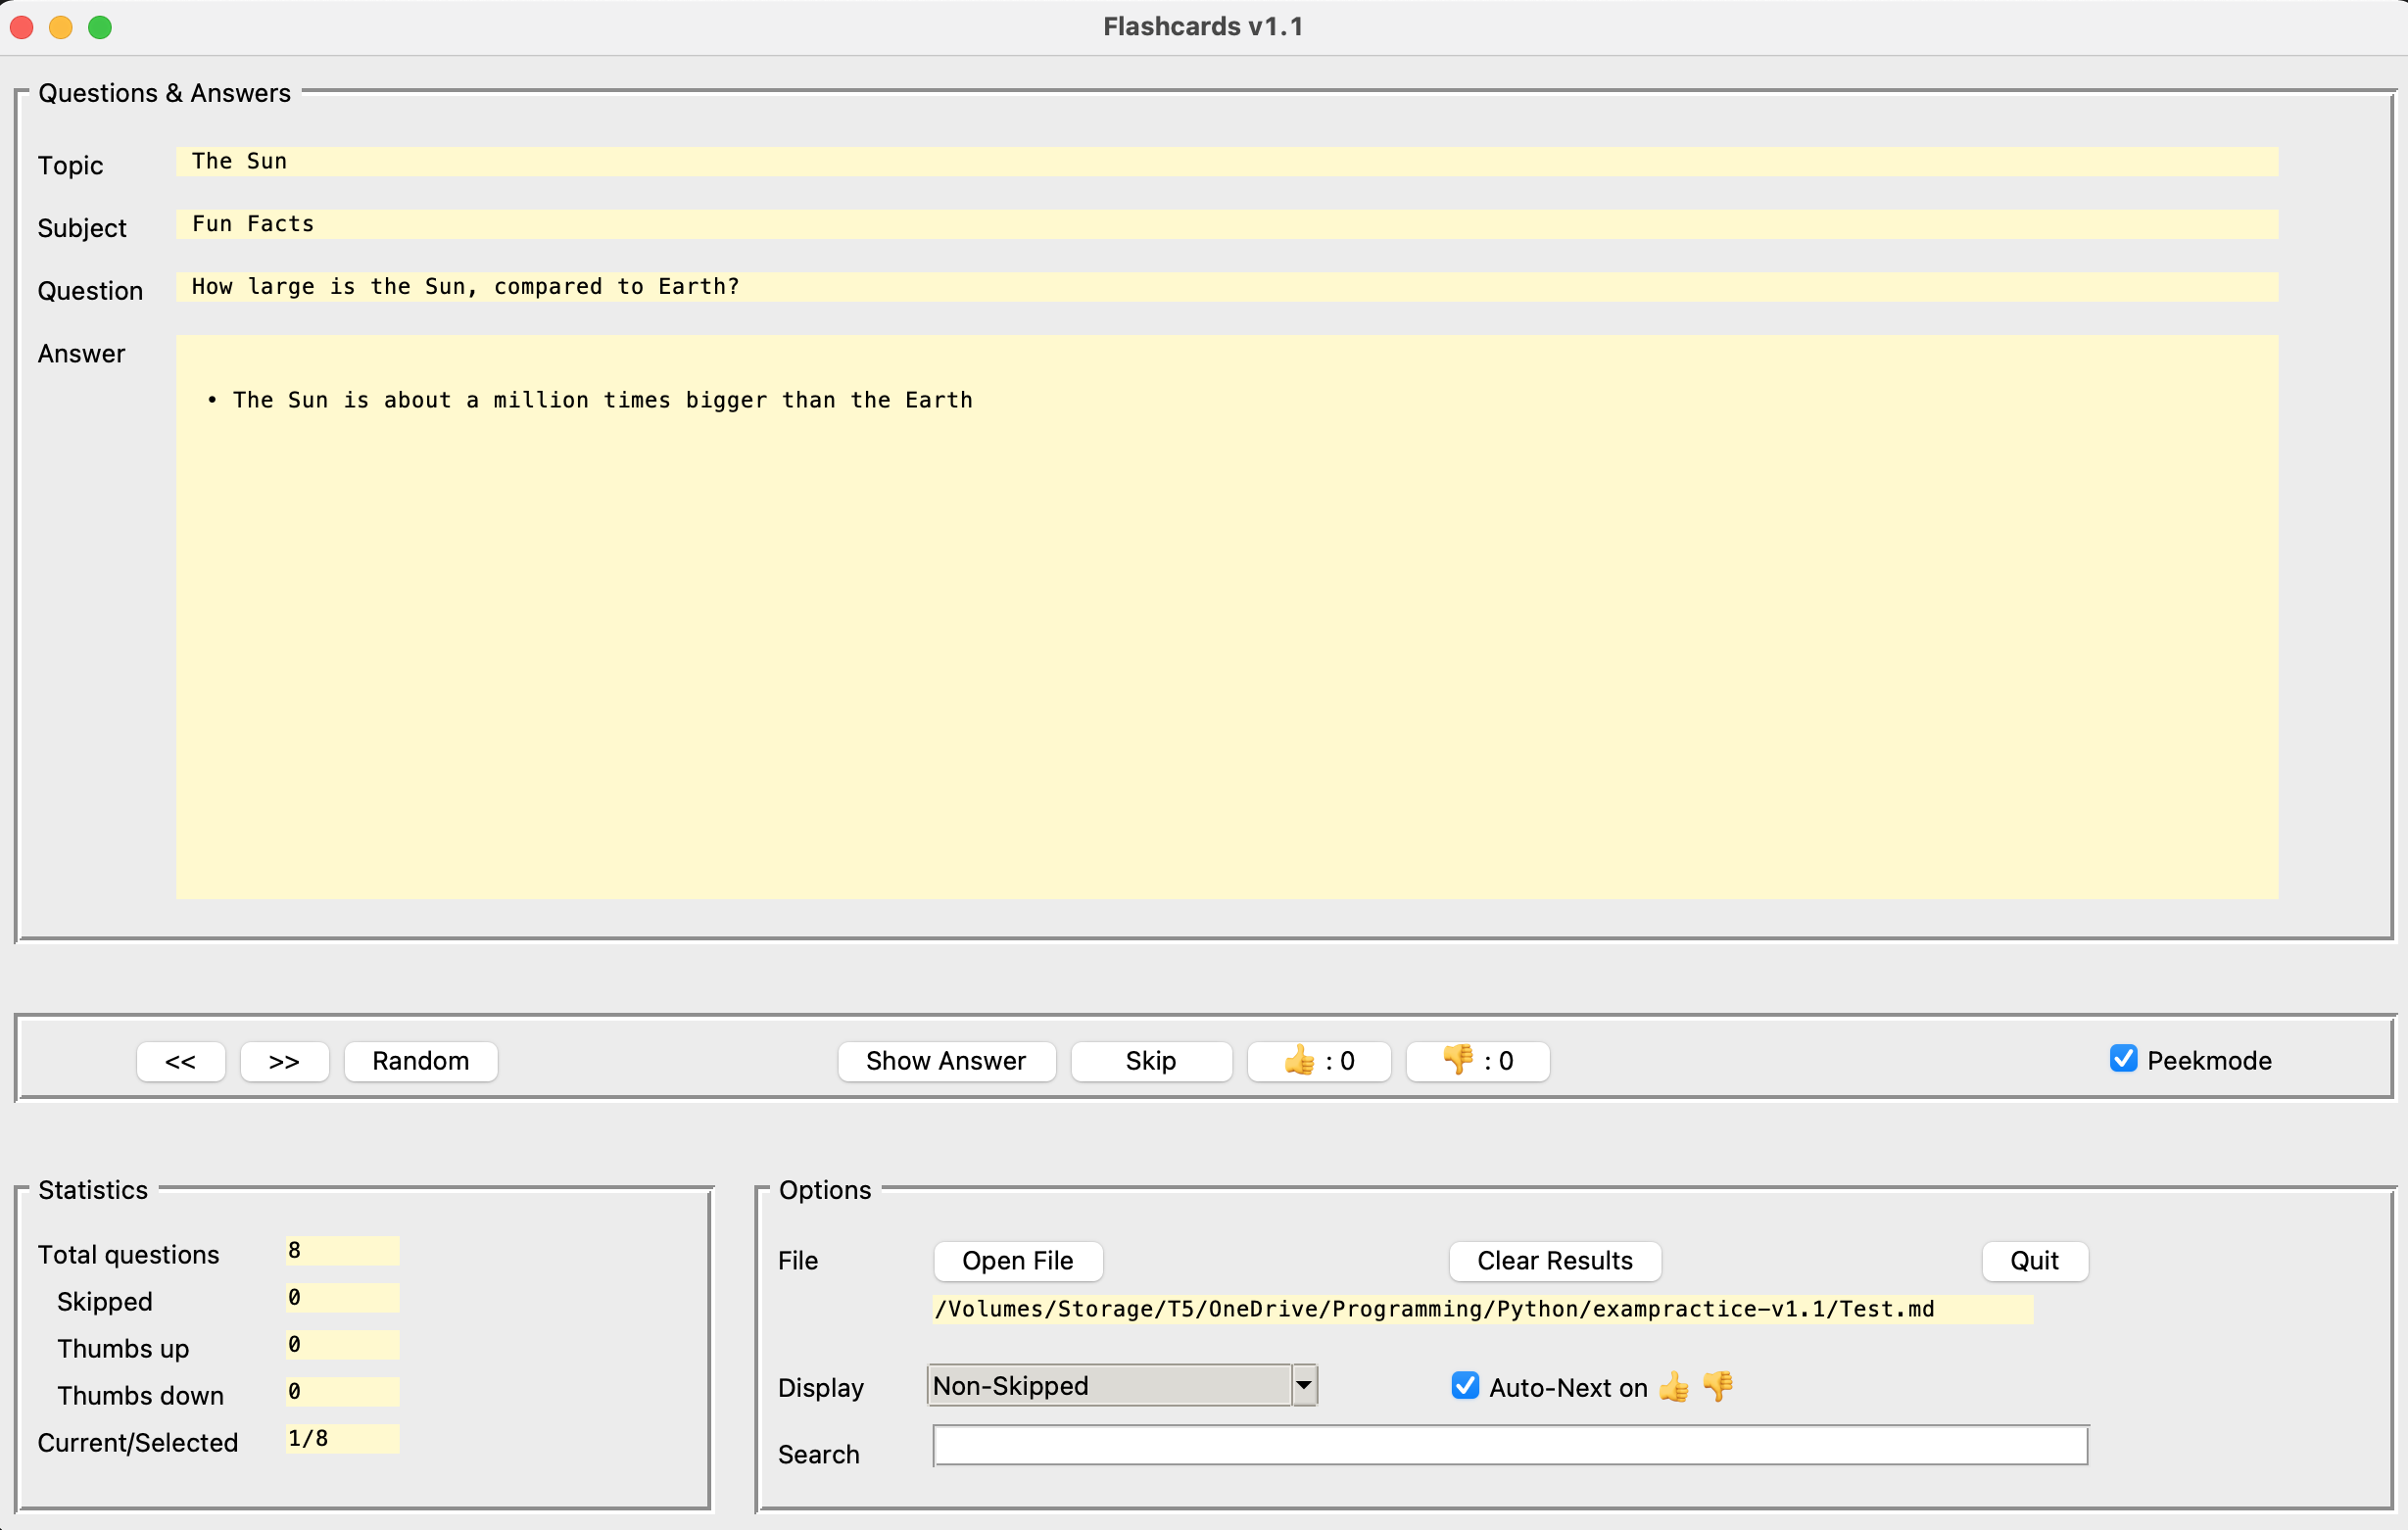 Flashcards v1.1
Questions & Answers
Topic The Sun
Subject Fun Facts
Question How large is the Sun, compared to Earth?
Answer
• The Sun is about a million times bigger than the Earth
<< >> Random Show Answer Skip 👍 : 0 👎 : 0 Peekmode
Statistics
Total questions 8
Skipped 0
Thumbs up 0
Thumbs down 0
Current/Selected 1/8
Options
File Open File Clear Results Quit
/Volumes/Storage/T5/OneDrive/Programming/Python/exampractice-v1.1/Test.md
Display Non-Skipped Auto-Next on 👍 👎
Search